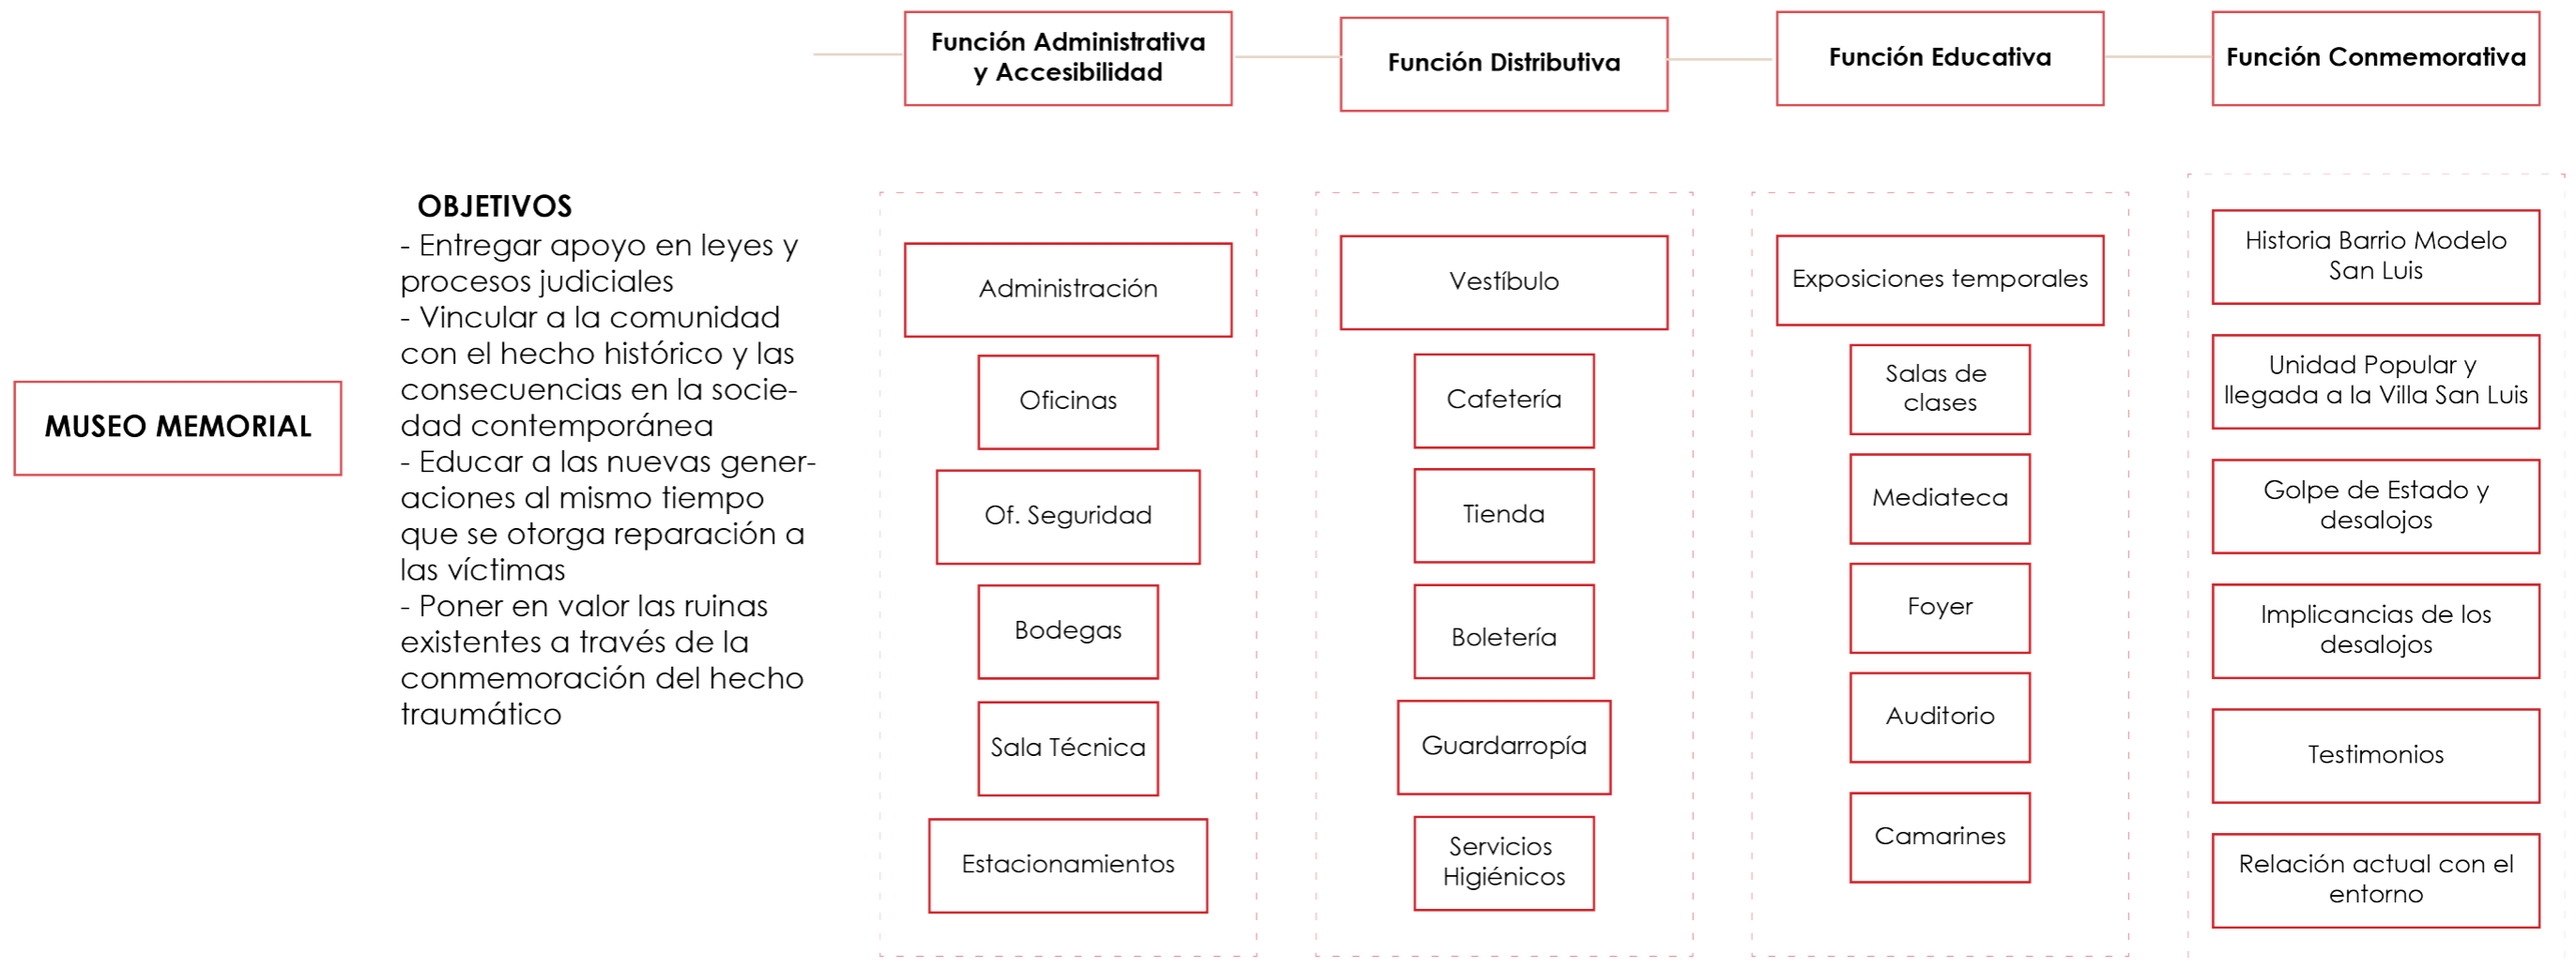 MUSEO MEMORIAL
OBJETIVOS
- Entregar apoyo en leyes y
procesos judiciales
- Vincular a la comunidad
con el hecho histórico y las
consecuencias en la socie-
dad contemporánea
- Educar a las nuevas gener-
aciones al mismo tiempo
que se otorga reparación a
las víctimas
- Poner en valor las ruinas
existentes a través de la
conmemoración del hecho
traumático
Función Administrativa
y Accesibilidad
Administración
Oficinas
Of. Seguridad
Bodegas
Sala Técnica
Estacionamientos
Función Distributiva
Vestíbulo
Cafetería
Tienda
Boletería
Guardarropía
Servicios
Higiénicos
Función Educativa
Exposiciones temporales
Salas de
clases
Mediateca
Foyer
Auditorio
Camarines
Función Conmemorativa
Historia Barrio Modelo
San Luis
Unidad Popular y
llegada a la Villa San Luis
Golpe de Estado y
desalojos
Implicancias de los
desalojos
Testimonios
Relación actual con el
entorno